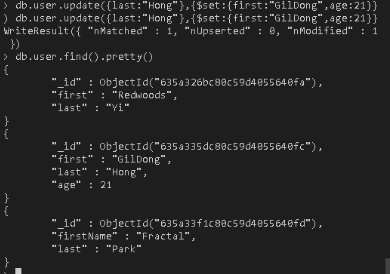 > db.user.update({last:"Hong"},{$set:{first:"GilDong",age:21}}
) db.user.update({last:"Hong"},{$set:{first:"GilDong",age:21}}
WriteResult({ "nMatched" : 1, "nUpserted" : 0, "nModified" : 1
})
> db.user.find().pretty()
{
"_id" : ObjectId("635a326bc80c59d4055640fa"),
"first" : "Redwoods",
"last" : "Yi"
}
{
"_id" : ObjectId("635a335dc80c59d4055640fc"),
"first" : "GilDong",
"last" : "Hong",
"age" : 21
}
{
"_id" : ObjectId("635a33f1c80c59d4055640fd"),
"firstName" : "Fractal",
"last" : "Park"
}
>